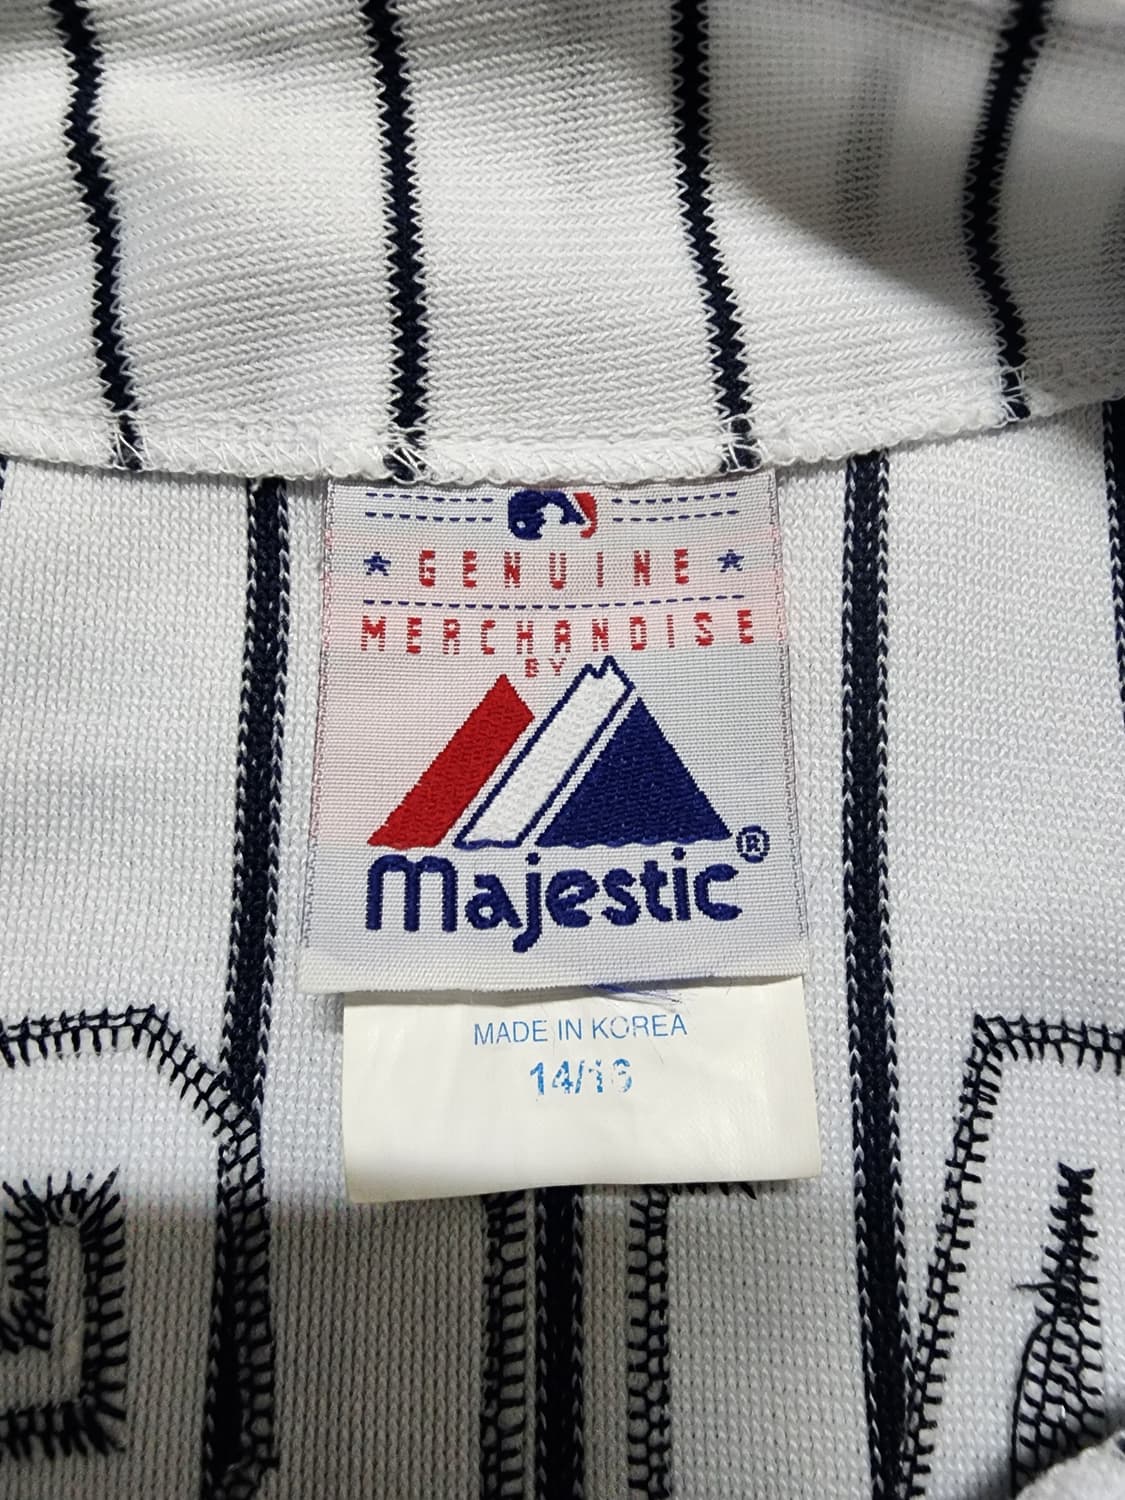 GENUINE
MERCHANDISE
BY
Majestic®
MADE IN KOREA
14/16